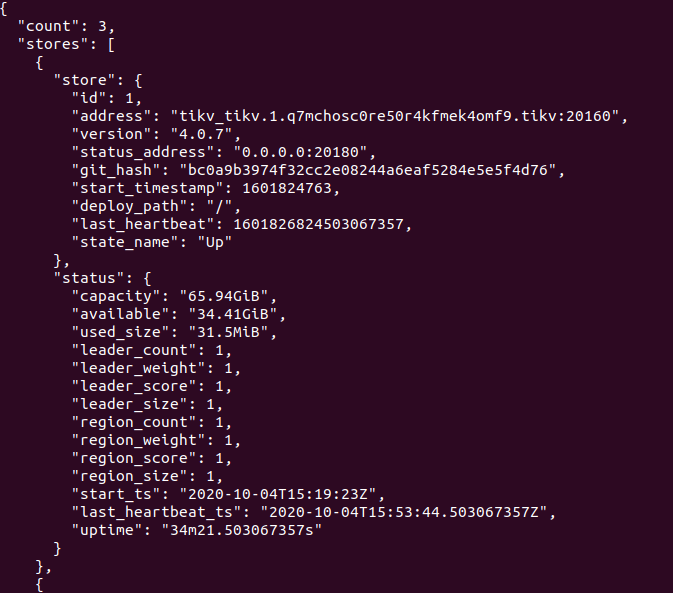 {
"count": 3,
"stores": [
{
"store": {
"id": 1,
"address": "tikv_tikv.1.q7mchosc0re50r4kfmek4omf9.tikv:20160",
"version": "4.0.7",
"status_address": "0.0.0.0:20180",
"git_hash": "bc0a9b3974f32cc2e08244a6eaf5284e5e5f4d76",
"start_timestamp": 1601824763,
"deploy_path": "/",
"last_heartbeat": 1601826824503067357,
"state_name": "Up"
},
"status": {
"capacity": "65.94GiB",
"available": "34.41GiB",
"used_size": "31.5MiB",
"leader_count": 1,
"leader_weight": 1,
"leader_score": 1,
"leader_size": 1,
"region_count": 1,
"region_weight": 1,
"region_score": 1,
"region_size": 1,
"start_ts": "2020-10-04T15:19:23Z",
"last_heartbeat_ts": "2020-10-04T15:53:44.503067357Z",
"uptime": "34m21.503067357s"
}
},
{